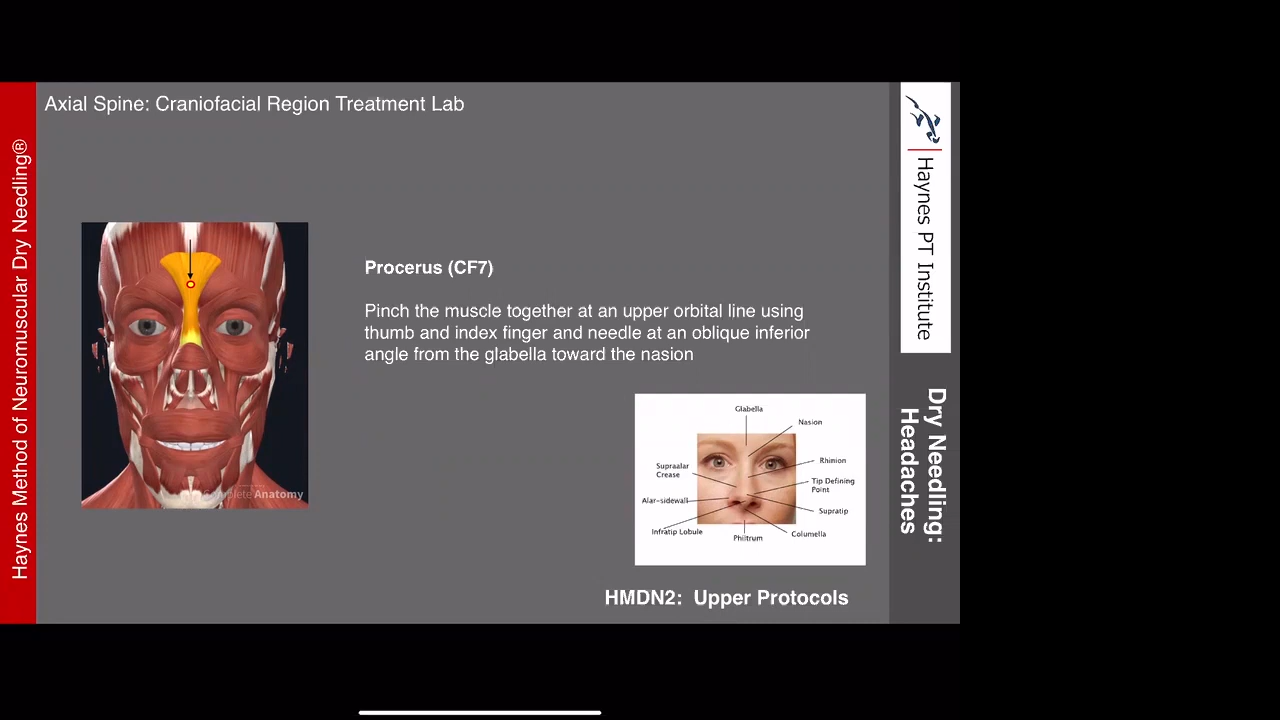 Haynes Method of Neuromuscular Dry Needling®
Axial Spine: Craniofacial Region Treatment Lab
Procerus (CF7)
Pinch the muscle together at an upper orbital line using
thumb and index finger and needle at an oblique inferior
angle from the glabella toward the nasion
Complete Anatomy
Glabella
Nasion
Rhinion
Supraalar
Crease
Tip Defining
Point
Alar-sidewall
Supratip
Infratip Lobule
Columella
Philtrum
HMDN2: Upper Protocols
Haynes PT Institute
Dry Needling:
Headaches